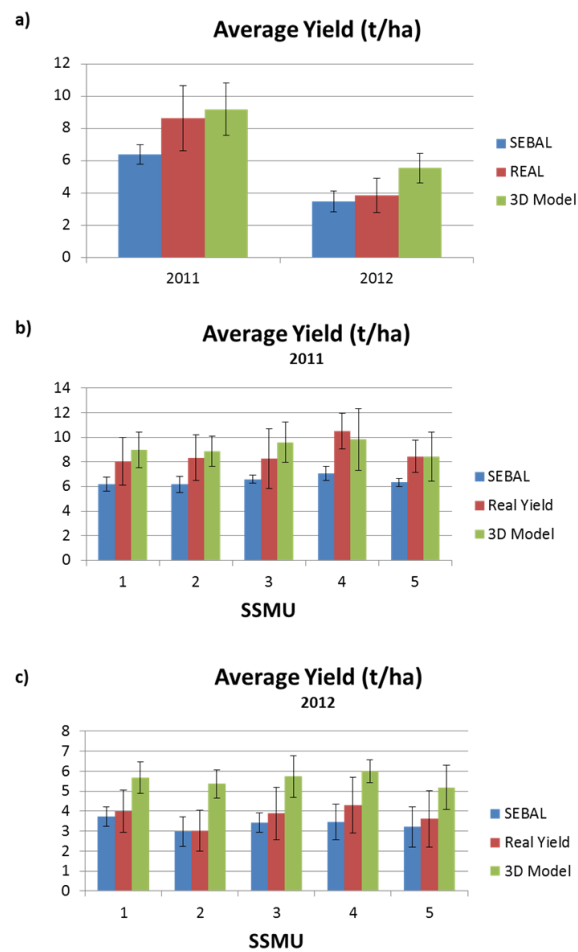 a)
Average Yield (t/ha)
12
10
8
6
4
2
0
2011 2012
SEBAL
REAL
3D Model
b)
Average Yield (t/ha)
2011
14
12
10
8
6
4
2
0
1 2 3 4 5
SSMU
SEBAL
Real Yield
3D Model
c)
Average Yield (t/ha)
2012
8
7
6
5
4
3
2
1
0
1 2 3 4 5
SSMU
SEBAL
Real Yield
3D Model